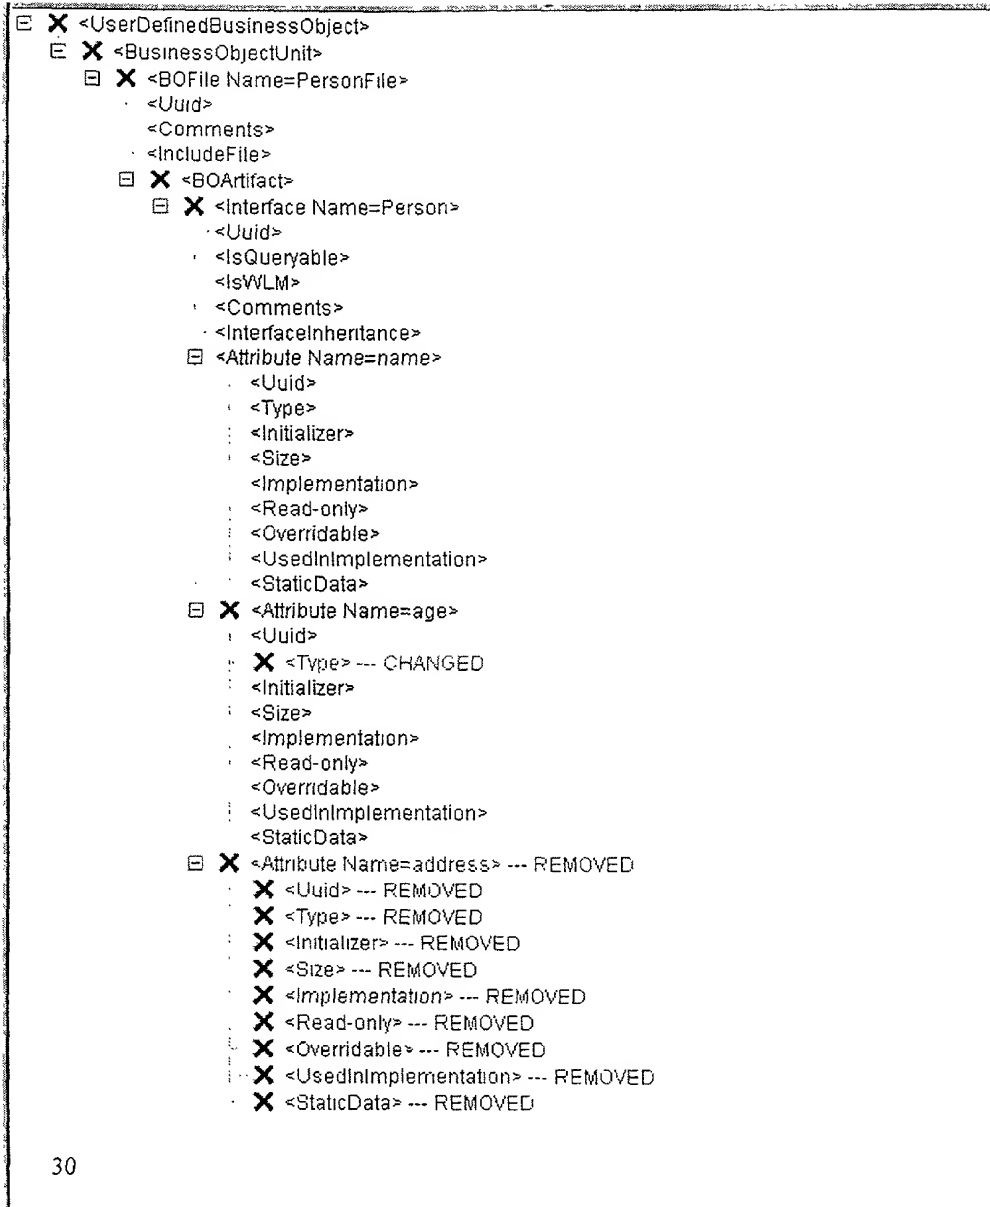 <UserDefinedBusinessObject>
<BusinessObjectUnit>
<BOFile Name=PersonFile>
<Uuid>
<Comments>
<IncludeFile>
<BOArtifact>
<Interface Name=Person>
<Uuid>
<IsQueryable>
<IsWLM>
<Comments>
<InterfaceInheritance>
<Attribute Name=name>
<Uuid>
<Type>
<Initializer>
<Size>
<Implementation>
<Read-only>
<Overridable>
<UsedInImplementation>
<StaticData>
<Attribute Name=age>
<Uuid>
<Type> --- CHANGED
<Initializer>
<Size>
<Implementation>
<Read-only>
<Overridable>
<UsedInImplementation>
<StaticData>
<Attribute Name=address> --- REMOVED
<Uuid> --- REMOVED
<Type> --- REMOVED
<Initializer> --- REMOVED
<Size> --- REMOVED
<Implementation> --- REMOVED
<Read-only> --- REMOVED
<Overridable> --- REMOVED
<UsedInImplementation> --- REMOVED
<StaticData> --- REMOVED
30